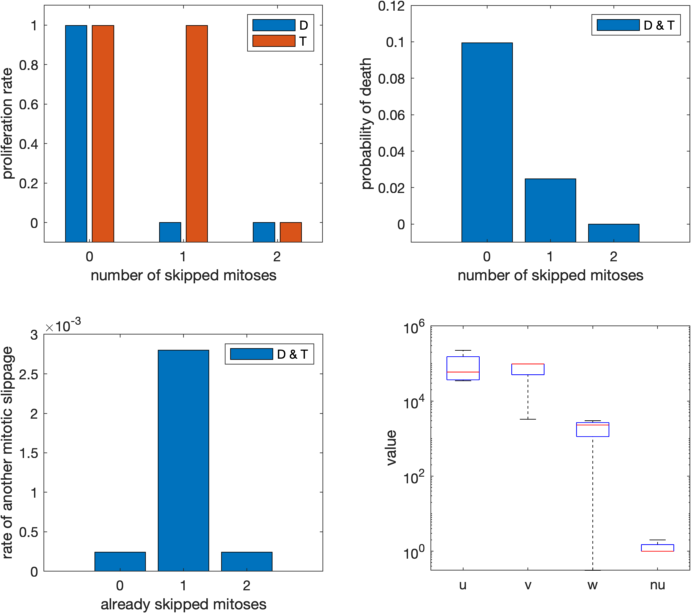 1
0.8
0.6
0.4
0.2
0
proliferation rate
D
T
0
1
2
number of skipped mitoses
0.12
0.1
0.08
0.06
0.04
0.02
0
probability of death
D & T
0
1
2
number of skipped mitoses
×10⁻³
3
2.5
2
1.5
1
0.5
0
rate of another mitotic slippage
D & T
0
1
2
already skipped mitoses
10⁶
10⁴
10²
10⁰
value
u
v
w
nu